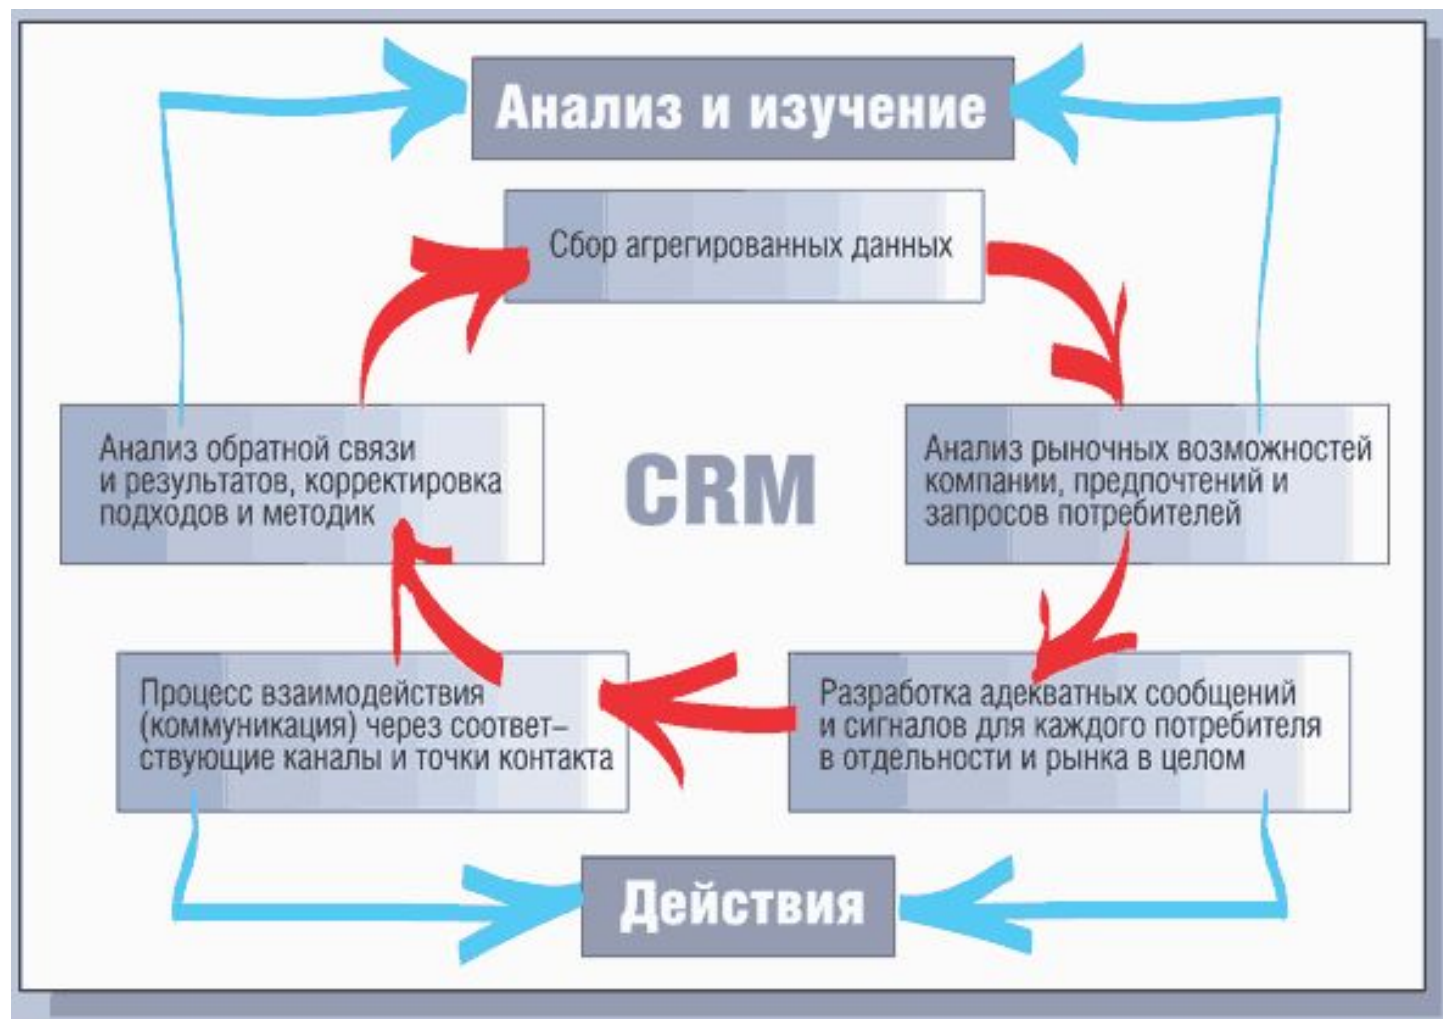 Анализ и изучение
Сбор агрегированных данных
Анализ обратной связи
и результатов, корректировка
подходов и методик
CRM
Анализ рыночных возможностей
компании, предпочтений и
запросов потребителей
Процесс взаимодействия
(коммуникация) через соответ–
ствующие каналы и точки контакта
Разработка адекватных сообщений
и сигналов для каждого потребителя
в отдельности и рынка в целом
Действия